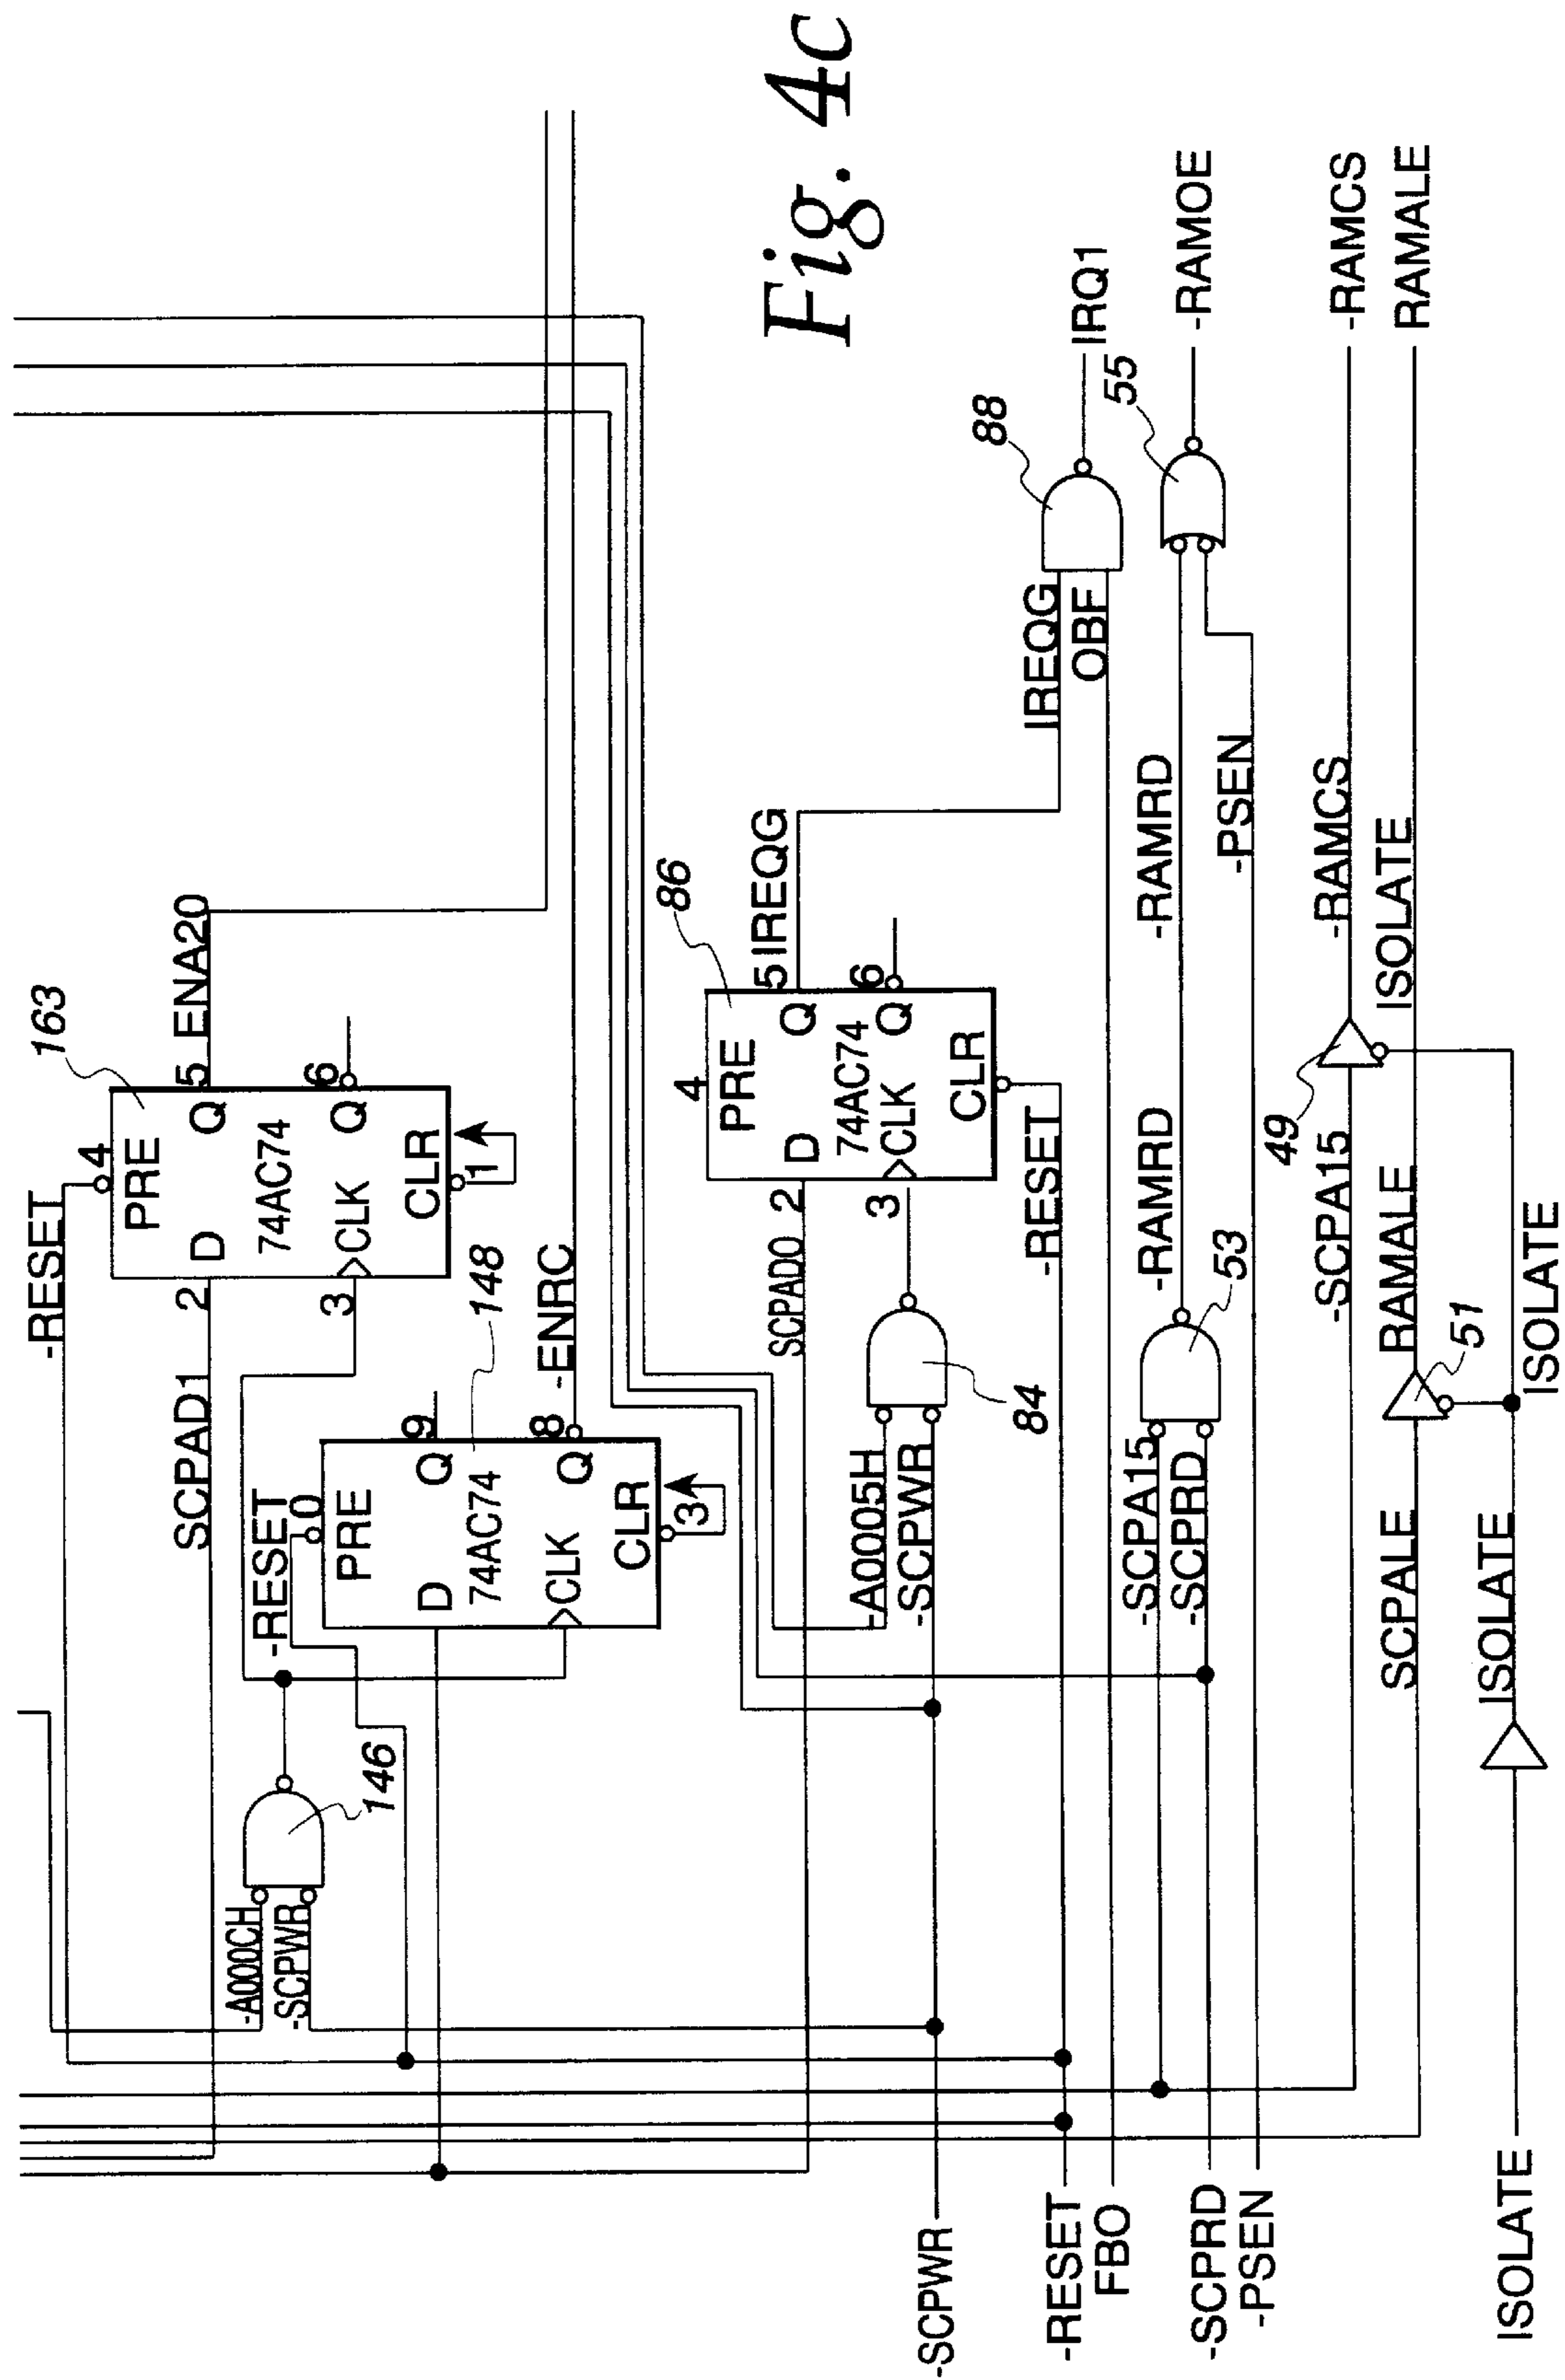 -RESET
163
4
PRE
SCPAD1
2
D
Q
5
ENA20
74AC74
3
CLK
Q
6
CLR
1
-A000CH
-SCPWR
146
-RESET
0
PRE
148
D
Q
9
74AC74
CLK
Q
8
-ENRC
CLR
3
86
4
PRE
SCPADO
2
D
Q
5
IREQG
74AC74
3
CLK
Q
6
CLR
-RESET
-A0005H
-SCPWR
84
Fig. 4c
-SCPWR
-RESET
FBO
IREQG
OBF
88
IRQ1
-SCPRD
-PSEN
-SCPA15
-SCPRD
53
-RAMRD
-RAMRD
-PSEN
55
-RAMOE
-SCPA15
49
-RAMCS
-RAMCS
SCPALE
RAMALE
ISOLATE
RAMALE
51
ISOLATE
ISOLATE
ISOLATE